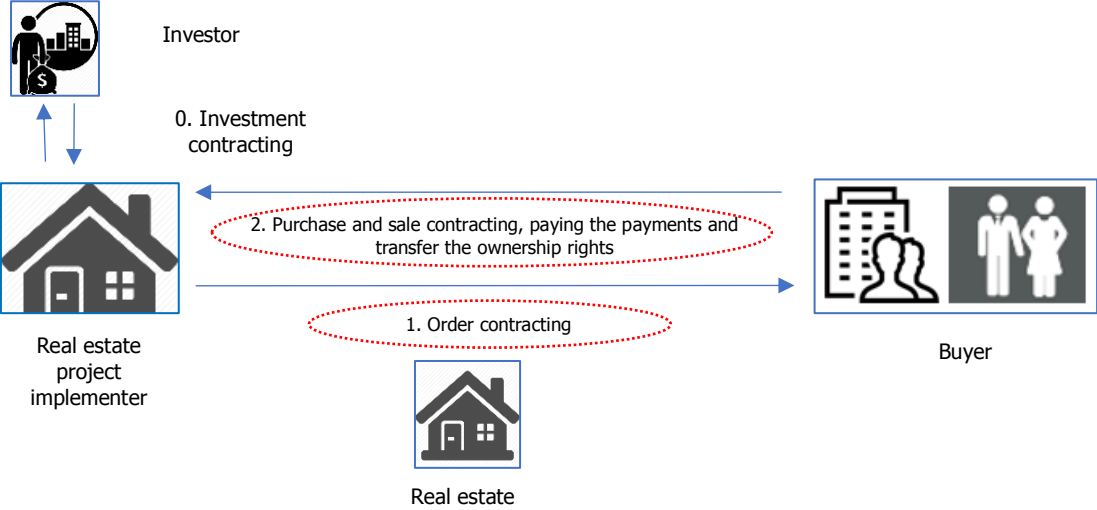 Investor
0. Investment
contracting
2. Purchase and sale contracting, paying the payments and
transfer the ownership rights
1. Order contracting
Real estate
project
implementer
Buyer
Real estate
$